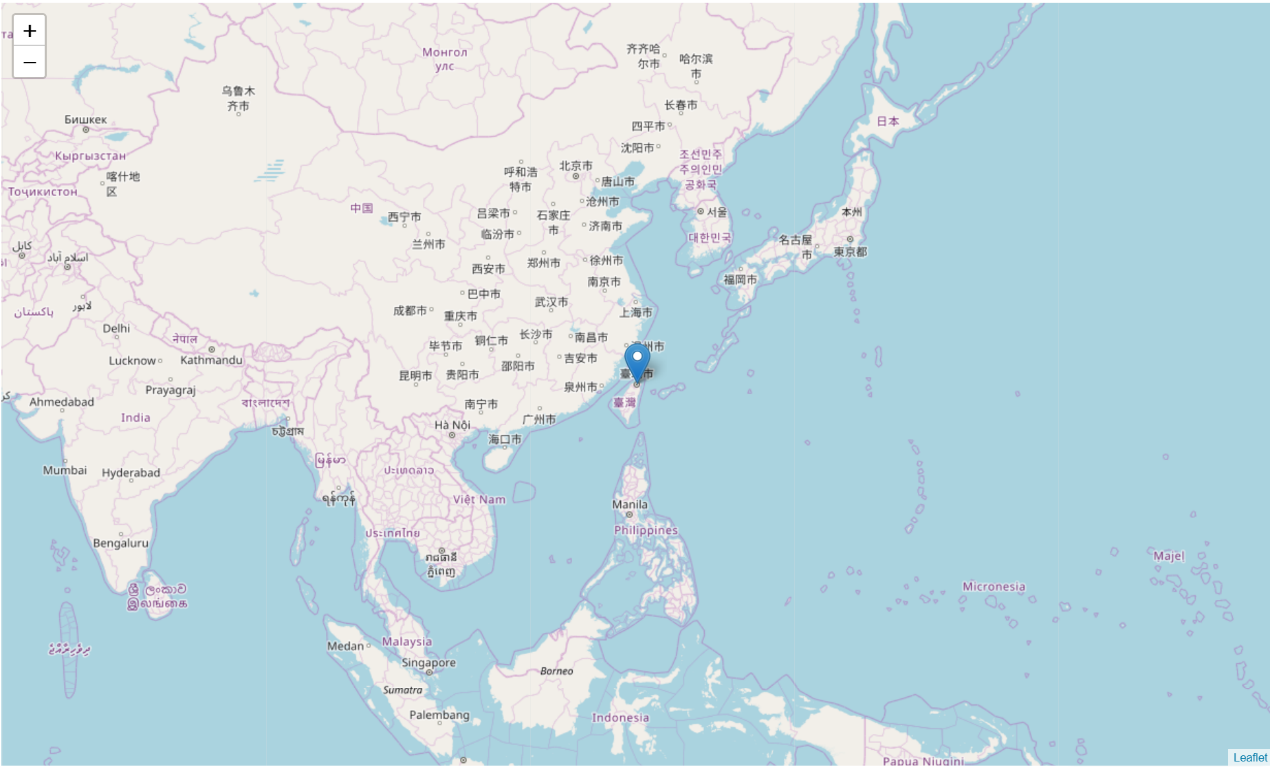 +
−
Монгол
улс
齐齐哈
尔市
哈尔滨
市
日本
乌鲁木
齐市
长春市
四平市
沈阳市
Бишкек
Кыргызстан
Тоҷикистон
喀什地
区
조선민주
주의인민
공화국
呼和浩
特市
北京市
唐山市
沧州市
中国
西宁市
吕梁市
石家庄
市
济南市
서울
本州
临汾市
兰州市
대한민국
名古屋
市
東京都
کابل
اسلام آباد
西安市
郑州市
徐州市
福岡市
南京市
巴中市
武汉市
上海市
لاہور
پاکستان
成都市
重庆市
Delhi
नेपाल
铜仁市
长沙市
南昌市
毕节市
Lucknow
Kathmandu
邵阳市
吉安市
昆明市
贵阳市
泉州市
Prayagraj
Ahmedabad
বাংলাদেশ
臺灣
India
南宁市
广州市
Hà Nội
海口市
চট্টগ্রাম
မြန်မာ
ປະເທດລາວ
Mumbai
Hyderabad
ရန်ကုန်
Việt Nam
Manila
Philippines
ประเทศไทย
Bengaluru
រាជធានី
ភ្នំពេញ
Majel
Micronesia
ශ්‍රී ලංකාව
இலங்கை
ދިވެހިރާއްޖެ
Medan
Malaysia
Singapore
Borneo
Sumatra
Palembang
Indonesia
Papua Niugini
Leaflet